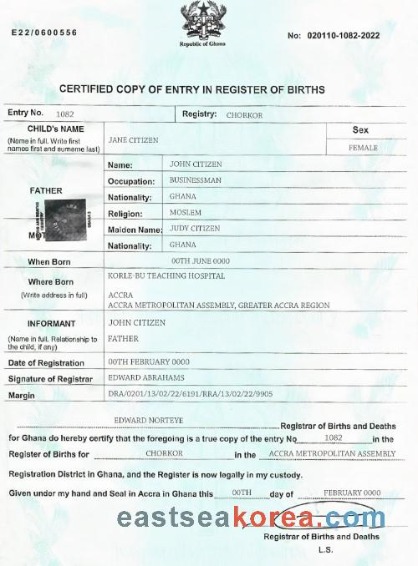 E22/0600556
Republic of Ghana
No: 020110-1082-2022
CERTIFIED COPY OF ENTRY IN REGISTER OF BIRTHS
Entry No. 1082 Registry: CHORKOR
CHILD's NAME
(Name in full. Write first names first and surname last)
JANE CITIZEN
Sex
FEMALE
FATHER
Name: JOHN CITIZEN
Occupation: BUSINESSMAN
Nationality: GHANA
Religion: MOSLEM
Maiden Name: JUDY CITIZEN
Nationality: GHANA
When Born 00TH JUNE 0000
Where Born
(Write address in full)
KORLE-BU TEACHING HOSPITAL
ACCRA
ACCRA METROPOLITAN ASSEMBLY, GREATER ACCRA REGION
INFORMANT
(Name in full. Relationship to the child, if any)
JOHN CITIZEN
FATHER
Date of Registration 00TH FEBRUARY 0000
Signature of Registrar EDWARD ABRAHAMS
Margin DRA/0201/13/02/22/6191/RRA/13/02/22/9905
EDWARD NORTEYE Registrar of Births and Deaths
for Ghana do hereby certify that the foregoing is a true copy of the entry No 1082 in the
Register of Births for CHORKOR in the ACCRA METROPOLITAN ASSEMBLY
Registration District in Ghana, and the Register is now legally in my custody.
Given under my hand and Seal in Accra in Ghana this 00TH day of FEBRUARY 0000
eastseakorea.com
Registrar of Births and Deaths
L.S.